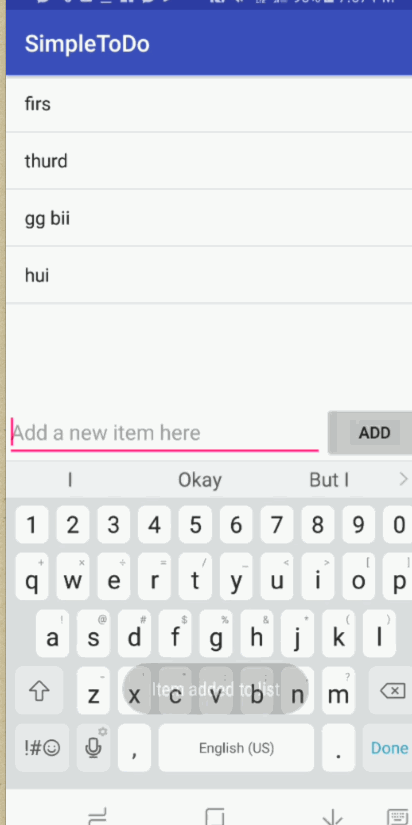 SimpleToDo
firs
thurd
gg bii
hui
Add a new item here ADD
I Okay But I >
1 2 3 4 5 6 7 8 9 0
+ × ÷ = / _ < > [ ]
q w e r t y u i o p
! @ # $ % & * ( )
a s d f g h j k l
Item added to list
z x c v b n m
!#☺ , English (US) . Done